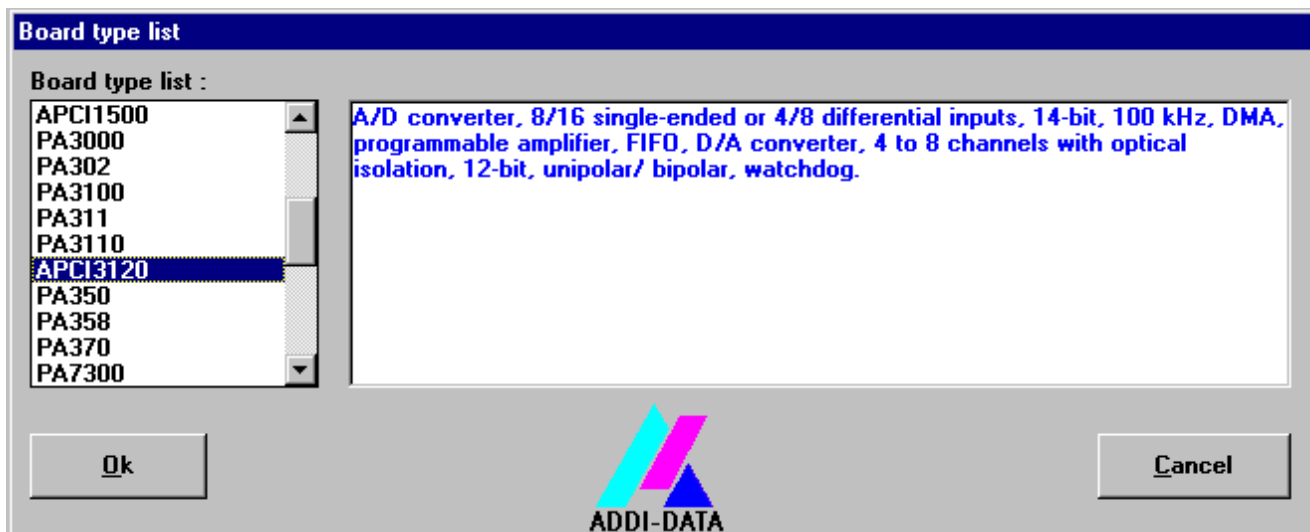 Board type list
Board type list :
APCI1500
PA3000
PA302
PA3100
PA311
PA3110
APCI3120
PA350
PA358
PA370
PA7300
A/D converter, 8/16 single-ended or 4/8 differential inputs, 14-bit, 100 kHz, DMA,
programmable amplifier, FIFO, D/A converter, 4 to 8 channels with optical
isolation, 12-bit, unipolar/ bipolar, watchdog.
Ok
ADDI-DATA
Cancel